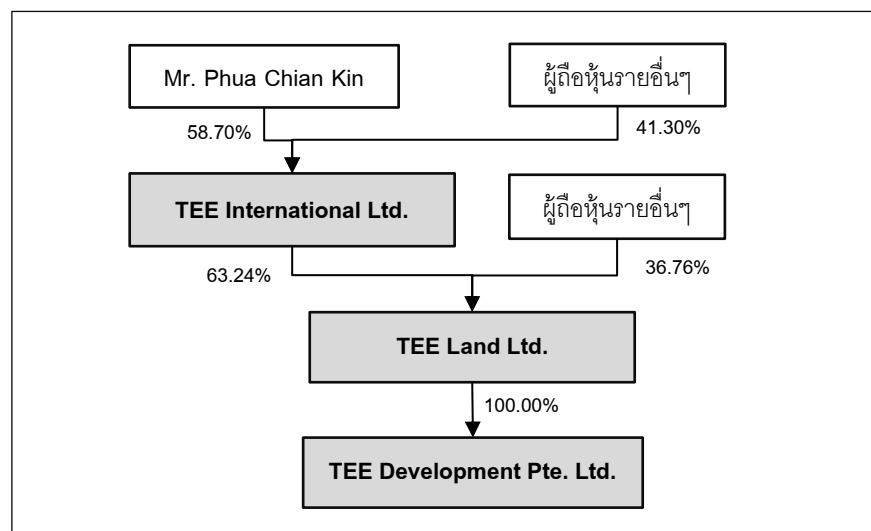 Mr. Phua Chian Kin
ผู้ถือหุ้นรายอื่นๆ
58.70%
41.30%
TEE International Ltd.
ผู้ถือหุ้นรายอื่นๆ
63.24%
36.76%
TEE Land Ltd.
100.00%
TEE Development Pte. Ltd.